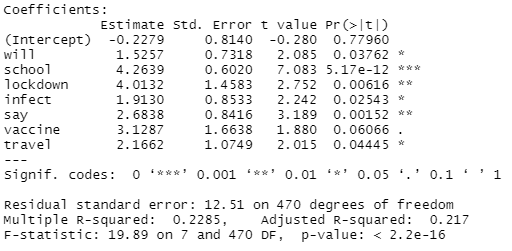 Coefficients:
            Estimate Std. Error t value Pr(>|t|)
(Intercept)  -0.2279     0.8140  -0.280  0.77960
will          1.5257     0.7318   2.085  0.03762 *
school        4.2639     0.6020   7.083 5.17e-12 ***
lockdown      4.0132     1.4583   2.752  0.00616 **
infect        1.9130     0.8533   2.242  0.02543 *
say           2.6838     0.8416   3.189  0.00152 **
vaccine       3.1287     1.6638   1.880  0.06066 .
travel        2.1662     1.0749   2.015  0.04445 *
---
Signif. codes:  0 ‘***’ 0.001 ‘**’ 0.01 ‘*’ 0.05 ‘.’ 0.1 ‘ ’ 1
Residual standard error: 12.51 on 470 degrees of freedom
Multiple R-squared:  0.2285,    Adjusted R-squared:  0.217
F-statistic: 19.89 on 7 and 470 DF,  p-value: < 2.2e-16